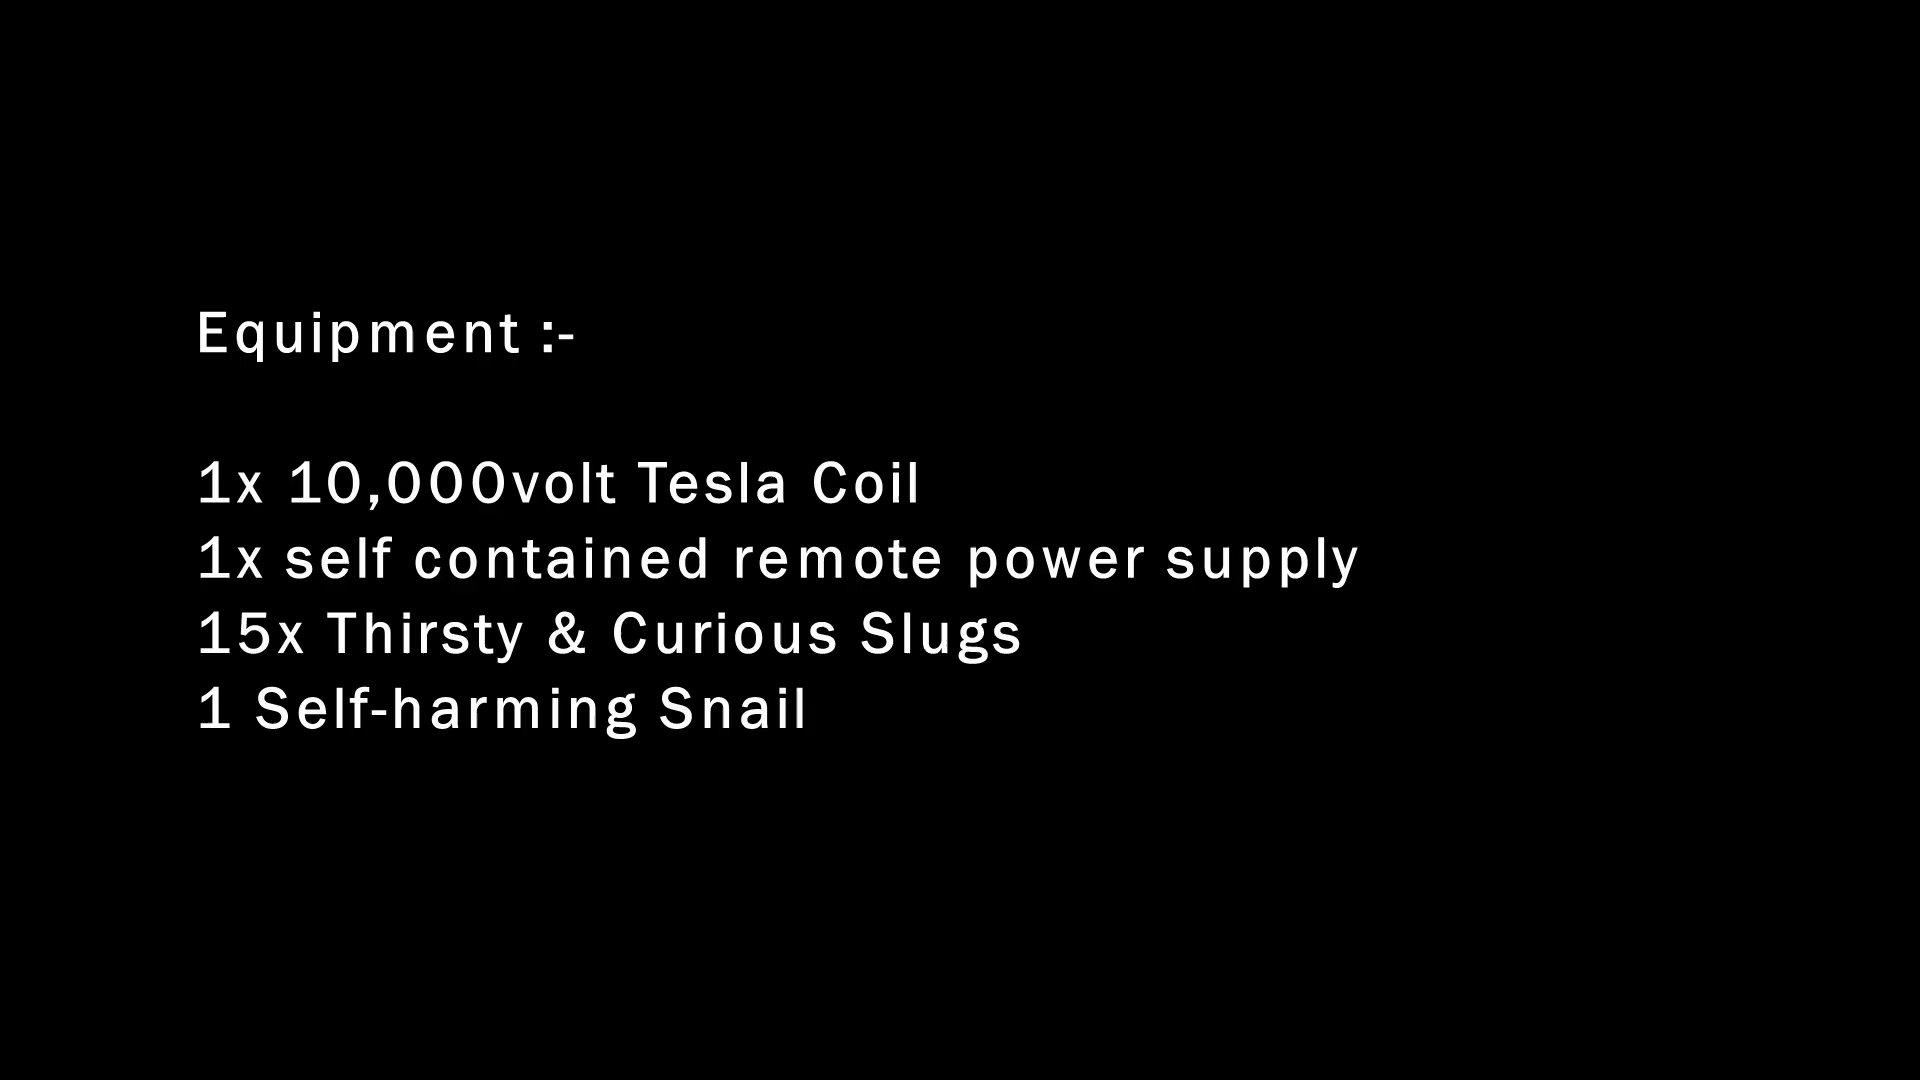 Equipment :-
1x 10,000volt Tesla Coil
1x self contained remote power supply
15x Thirsty & Curious Slugs
1 Self-harming Snail